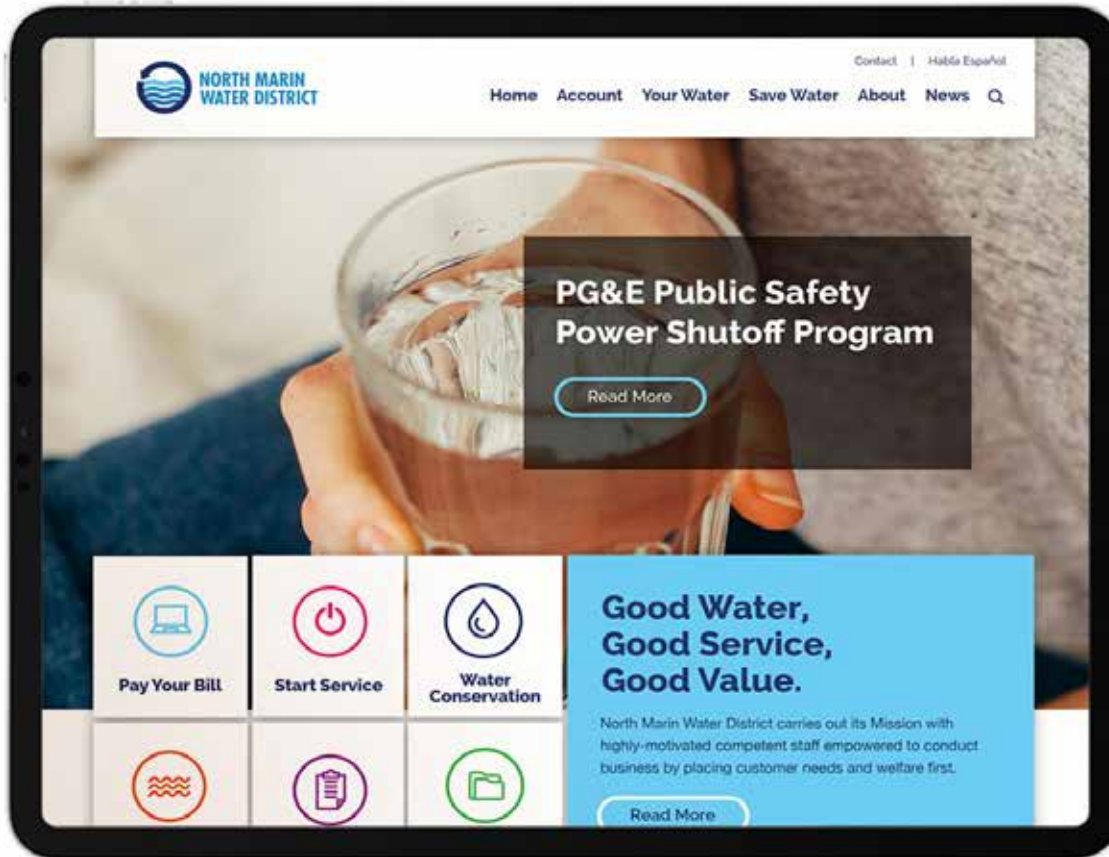 Contact | Habla Español
NORTH MARIN
WATER DISTRICT
Home Account Your Water Save Water About News
PG&E Public Safety
Power Shutoff Program
Read More
Pay Your Bill
Start Service
Water
Conservation
Good Water,
Good Service,
Good Value.
North Marin Water District carries out its Mission with
highly-motivated competent staff empowered to conduct
business by placing customer needs and welfare first.
Read More